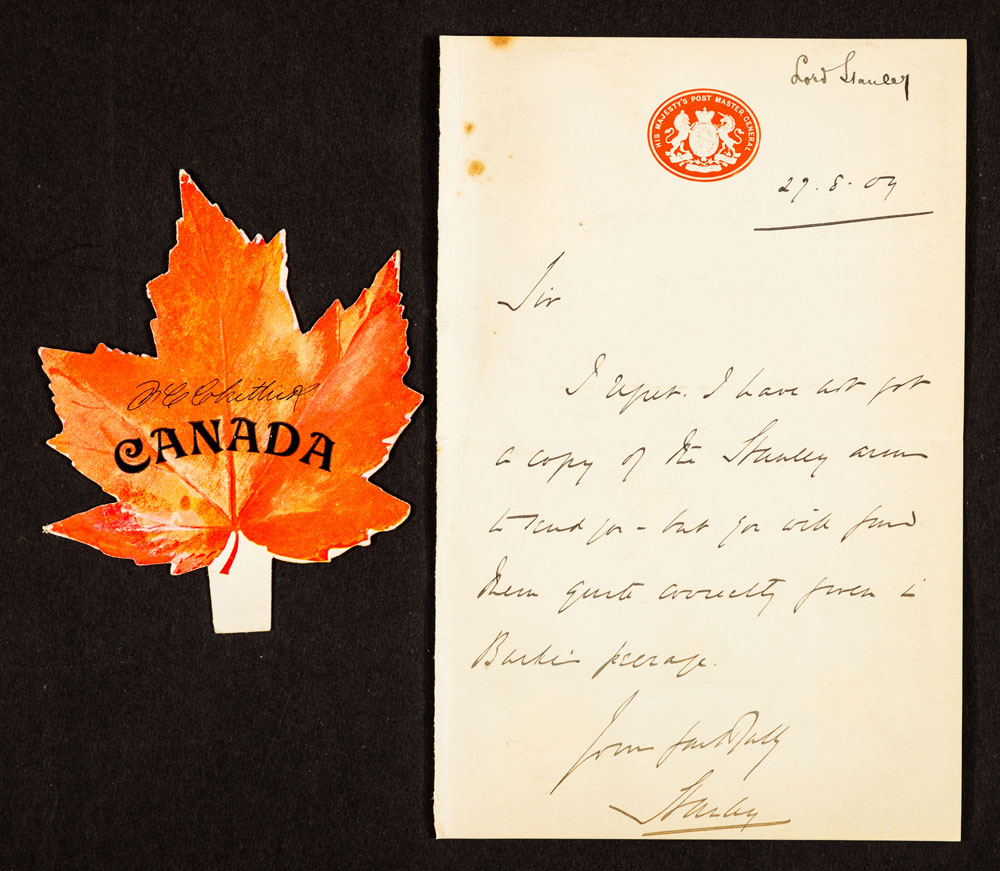 CANADA
Lord Stanley
HIS MAJESTY'S POST MASTER GENERAL
29.8.04
Sir
I regret. I have not got
a copy of the Stanley arms
to send you - but you will find
them quite correctly given in
Burke's peerage.
Yours faithfully
Stanley